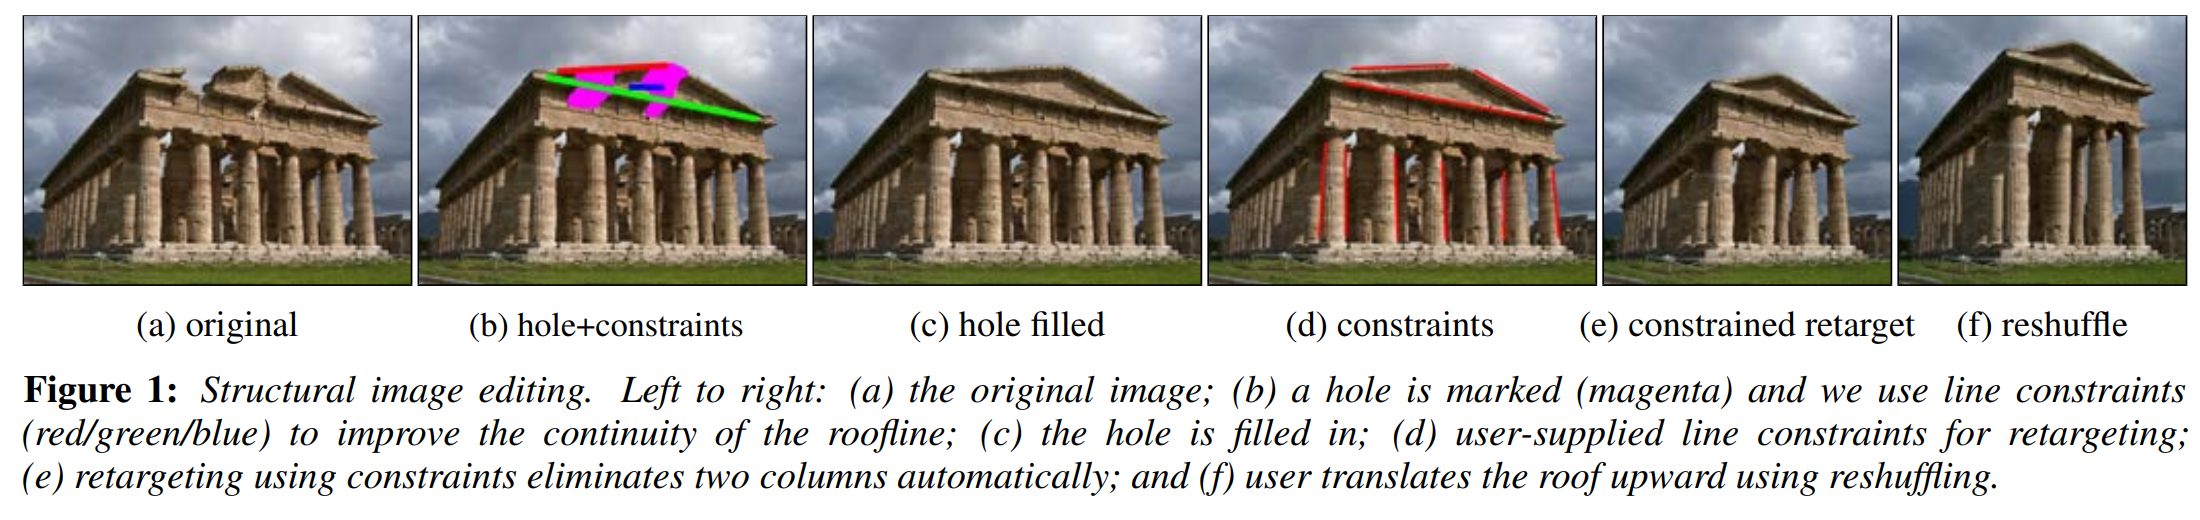 (a) original (b) hole+constraints (c) hole filled (d) constraints (e) constrained retarget (f) reshuffle
Figure 1: Structural image editing. Left to right: (a) the original image; (b) a hole is marked (magenta) and we use line constraints
(red/green/blue) to improve the continuity of the roofline; (c) the hole is filled in; (d) user-supplied line constraints for retargeting;
(e) retargeting using constraints eliminates two columns automatically; and (f) user translates the roof upward using reshuffling.